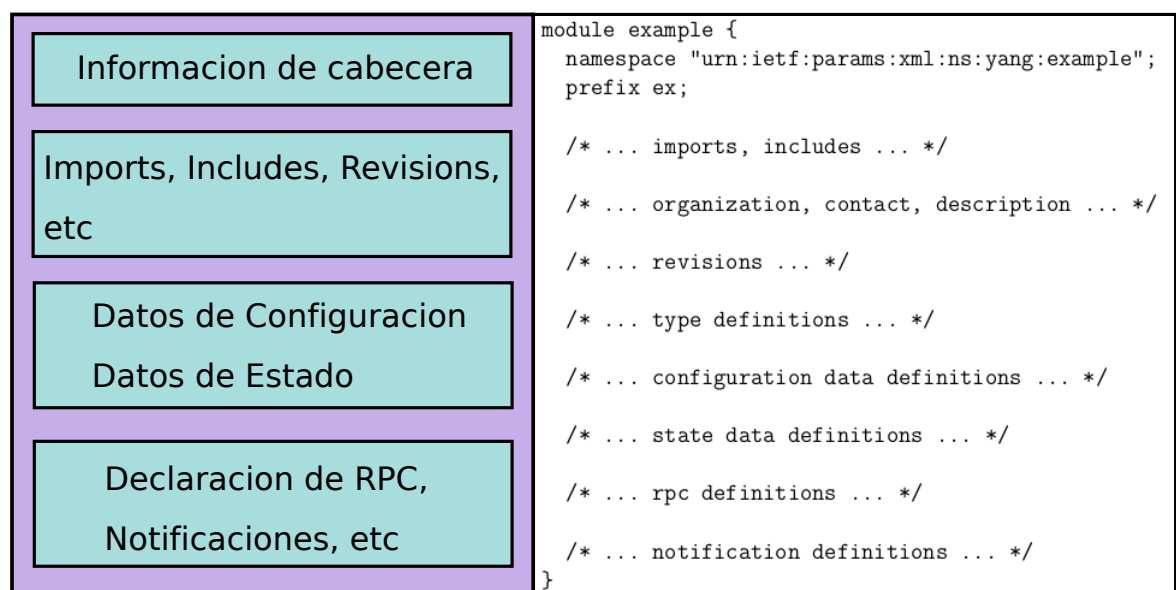 Informacion de cabecera
Imports, Includes, Revisions,
etc
Datos de Configuracion
Datos de Estado
Declaracion de RPC,
Notificaciones, etc
module example {
  namespace "urn:ietf:params:xml:ns:yang:example";
  prefix ex;
  /* ... imports, includes ... */
  /* ... organization, contact, description ... */
  /* ... revisions ... */
  /* ... type definitions ... */
  /* ... configuration data definitions ... */
  /* ... state data definitions ... */
  /* ... rpc definitions ... */
  /* ... notification definitions ... */
}